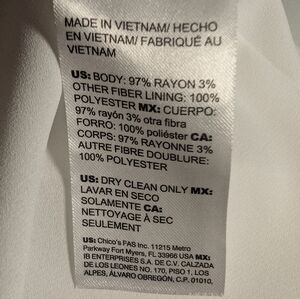 MADE IN VIETNAM/ HECHO
EN VIETNAM/ FABRIQUÉ AU
VIETNAM
US: BODY: 97% RAYON 3%
OTHER FIBER LINING: 100%
POLYESTER MX: CUERPO:
97% rayón 3% otra fibra
FORRO: 100% poliéster CA:
CORPS: 97% RAYONNE 3%
AUTRE FIBRE DOUBLURE:
100% POLYESTER
US: DRY CLEAN ONLY MX:
LAVAR EN SECO
SOLAMENTE CA:
NETTOYAGE À SEC
SEULEMENT
US: Chico's FAS Inc. 11215 Metro
Parkway Fort Myers, FL 33966 USA MX:
IB ENTERPRISES S.A. DE C.V. CALZADA
DE LOS LEONES NO. 170, PISO 1, LOS
ALPES, ÁLVARO OBREGÓN, C.P. 01010,